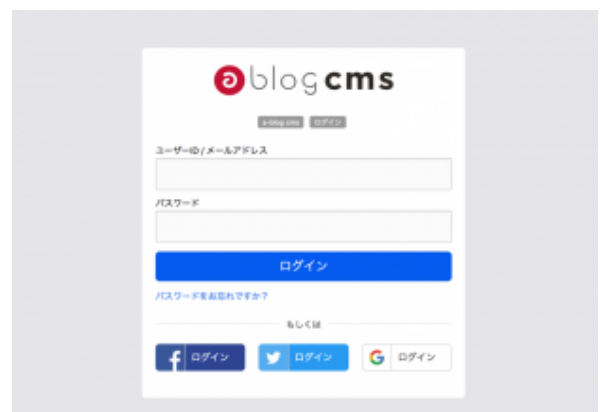 a blog cms
a-blog cms ログイン
ユーザーID / メールアドレス
パスワード
ログイン
パスワードをお忘れですか？
もしくは
ログイン ログイン ログイン